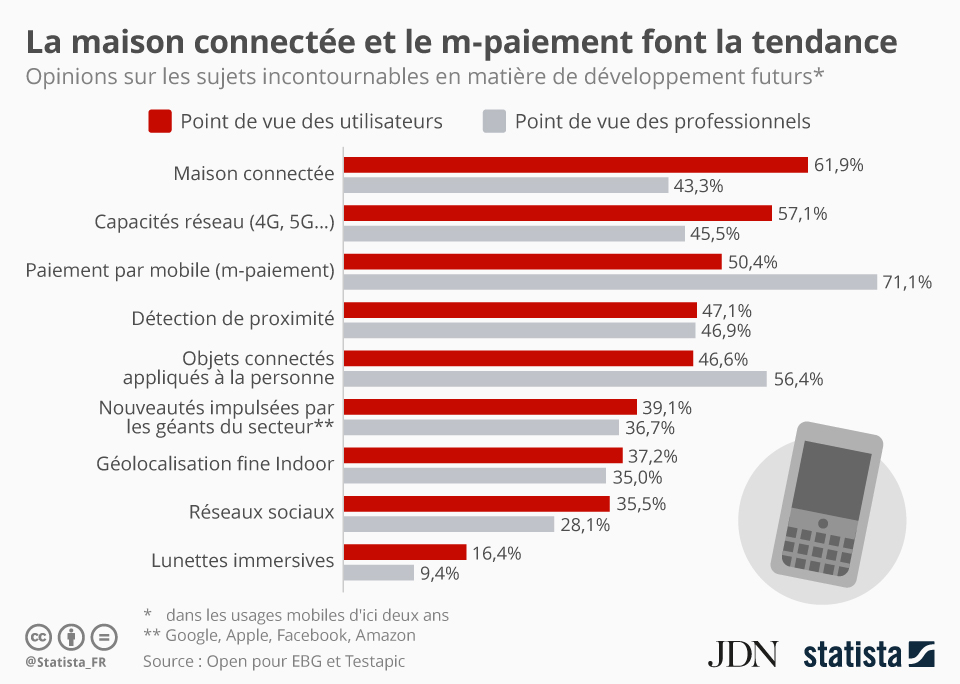 La maison connectée et le m-paiement font la tendance
Opinions sur les sujets incontournables en matière de développement futurs*
Point de vue des utilisateurs
Point de vue des professionnels
Maison connectée
61,9%
43,3%
Capacités réseau (4G, 5G...)
57,1%
45,5%
Paiement par mobile (m-paiement)
50,4%
71,1%
Détection de proximité
47,1%
46,9%
Objets connectés
appliqués à la personne
46,6%
56,4%
Nouveautés impulsées par
les géants du secteur**
39,1%
36,7%
Géolocalisation fine Indoor
37,2%
35,0%
Réseaux sociaux
35,5%
28,1%
Lunettes immersives
16,4%
9,4%
* dans les usages mobiles d'ici deux ans
** Google, Apple, Facebook, Amazon
Source : Open pour EBG et Testapic
cc
@Statista_FR
JDN
statista